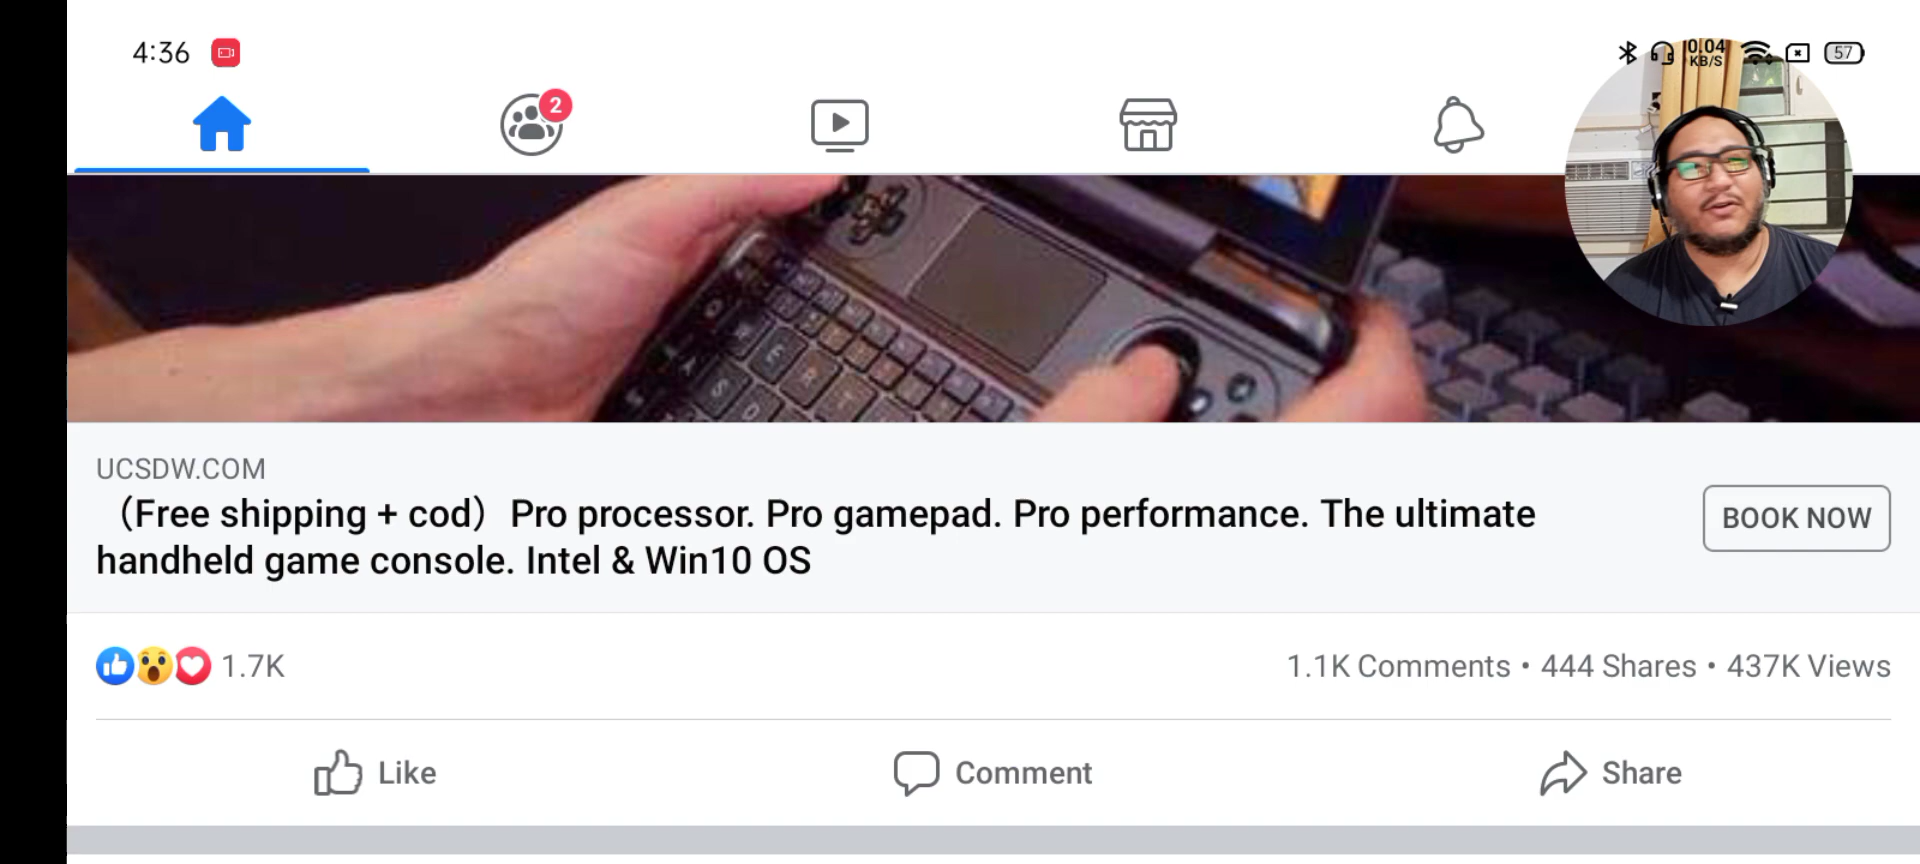 4:36
0.04
KB/S
57
2
UCSDW.COM
（Free shipping + cod）Pro processor. Pro gamepad. Pro performance. The ultimate
handheld game console. Intel & Win10 OS
BOOK NOW
1.7K
1.1K Comments • 444 Shares • 437K Views
Like
Comment
Share